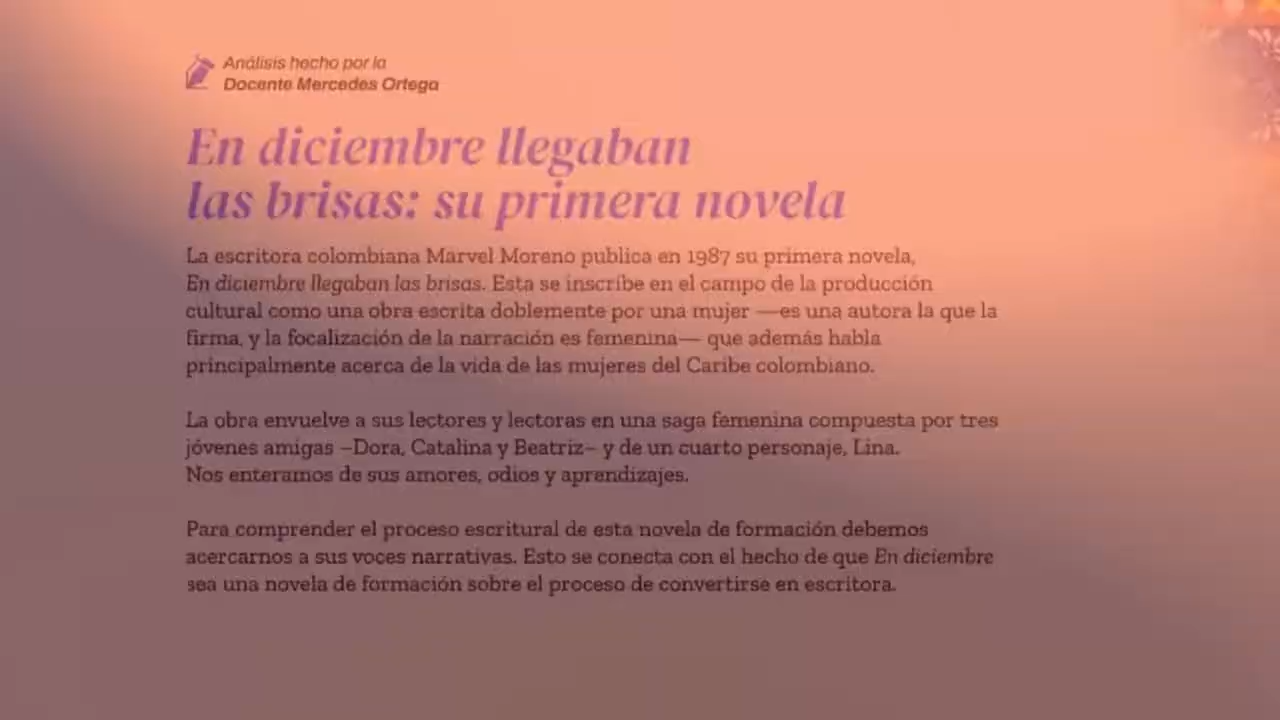 Análisis hecho por la
Docente Mercedes Ortega
En diciembre llegaban
las brisas: su primera novela
La escritora colombiana Marvel Moreno publica en 1987 su primera novela,
En diciembre llegaban las brisas. Esta se inscribe en el campo de la producción
cultural como una obra escrita doblemente por una mujer —es una autora la que la
firma, y la focalización de la narración es femenina— que además habla
principalmente acerca de la vida de las mujeres del Caribe colombiano.
La obra envuelve a sus lectores y lectoras en una saga femenina compuesta por tres
jóvenes amigas –Dora, Catalina y Beatriz– y de un cuarto personaje, Lina.
Nos enteramos de sus amores, odios y aprendizajes.
Para comprender el proceso escritural de esta novela de formación debemos
acercarnos a sus voces narrativas. Esto se conecta con el hecho de que En diciembre
sea una novela de formación sobre el proceso de convertirse en escritora.